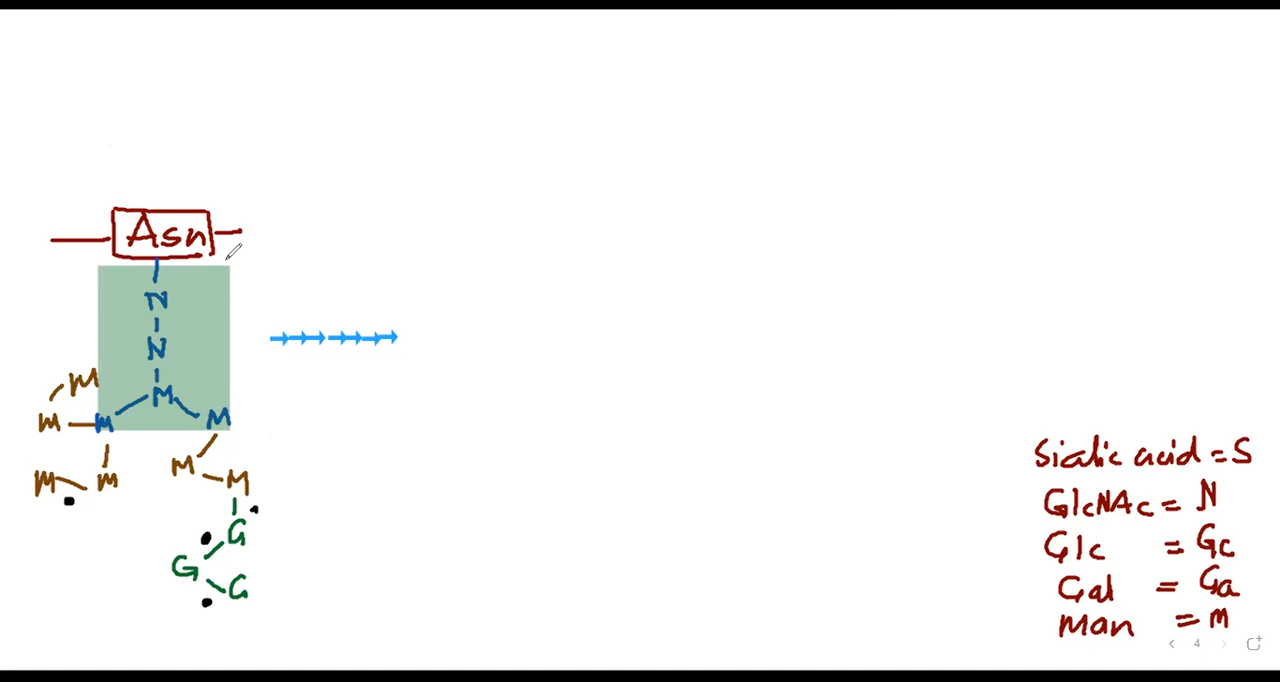 Asn
N
N
M
M
M M M M
M M M M
M
G
G
G
Sialic acid = S
GlcNAc = N
Glc = Gc
Gal = Ga
Man = M
4